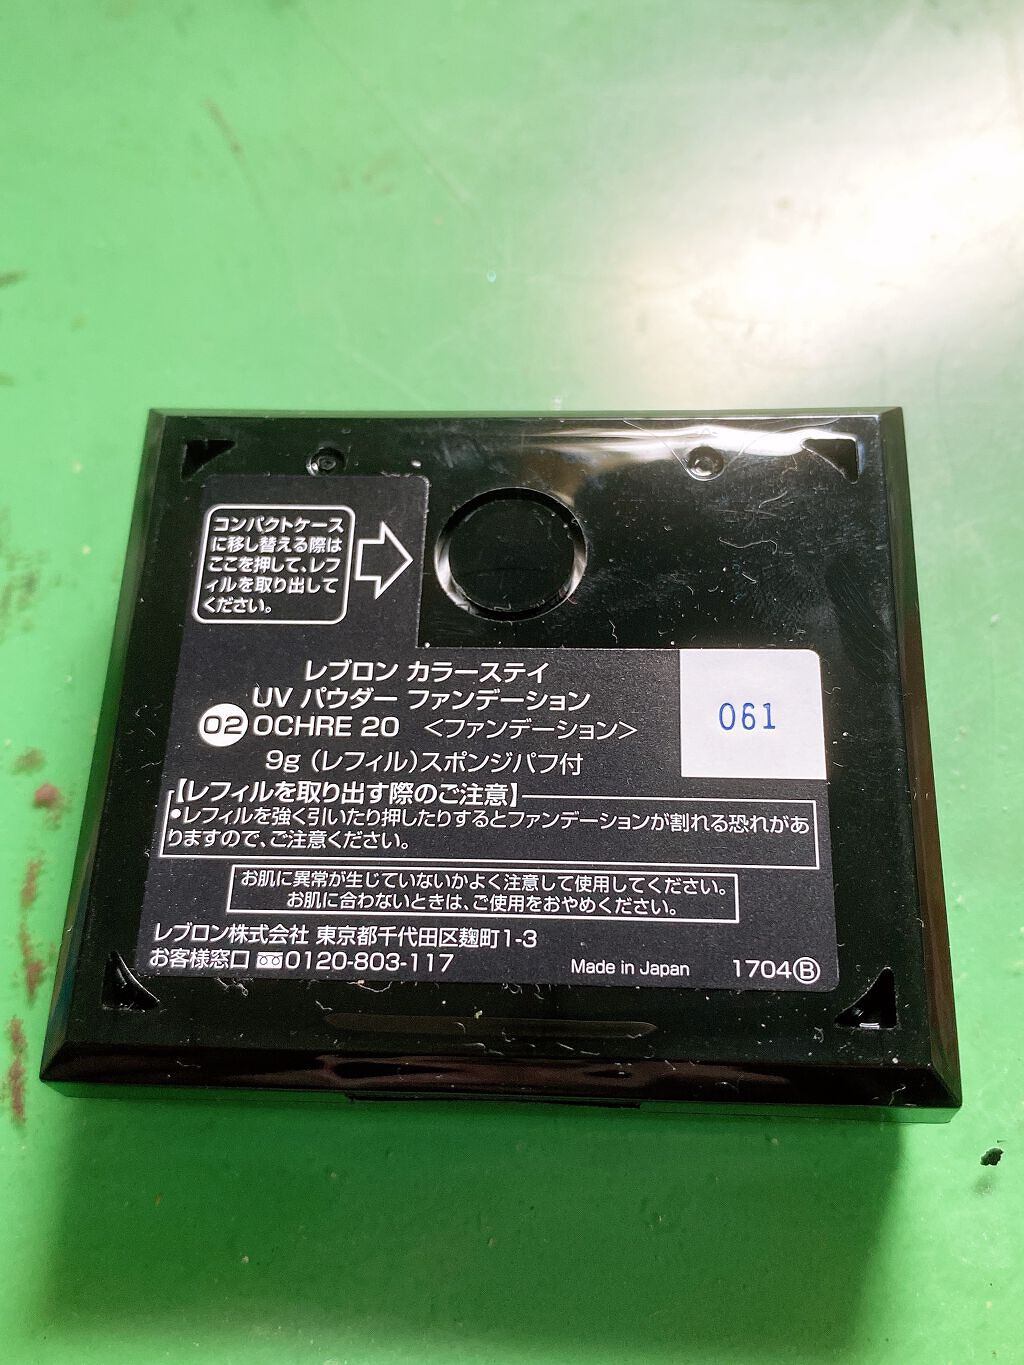 コンパクトケース
に移し替える際は
ここを押して、レフ
ィルを取り出して
ください。
レブロン カラーステイ
UV パウダー ファンデーション
02 OCHRE 20 <ファンデーション>
9g (レフィル)スポンジパフ付
061
【レフィルを取り出す際のご注意】
•レフィルを強く引いたり押したりするとファンデーションが割れる恐れがあ
りますので、ご注意ください。
お肌に異常が生じていないかよく注意して使用してください。
お肌に合わないときは、ご使用をおやめください。
レブロン株式会社 東京都千代田区麹町1-3
お客様窓口 0120-803-117
Made in Japan 1704Ⓑ